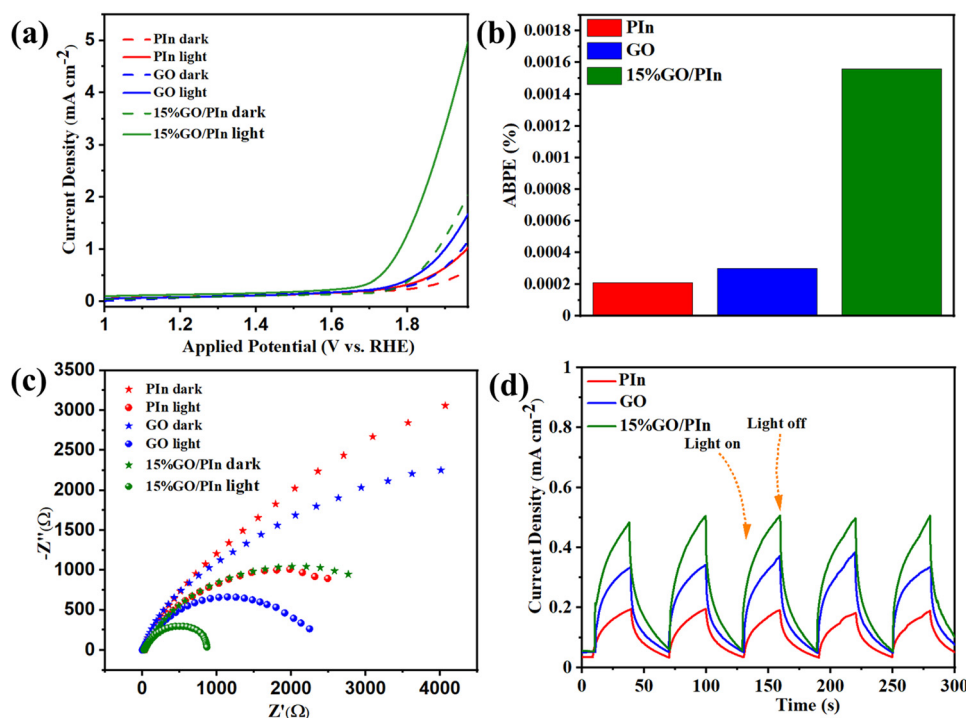 (a)
PIn dark
PIn light
GO dark
GO light
15%GO/PIn dark
15%GO/PIn light
Current Density (mA cm-2)
5
4
3
2
1
0
1 1.2 1.4 1.6 1.8
Applied Potential (V vs. RHE)
(b)
PIn
GO
15%GO/PIn
ABPE (%)
0.0018
0.0016
0.0014
0.0012
0.001
0.0008
0.0006
0.0004
0.0002
0
(c)
PIn dark
PIn light
GO dark
GO light
15%GO/PIn dark
15%GO/PIn light
-Z''(Ω)
3500
3000
2500
2000
1500
1000
500
0
0 1000 2000 3000 4000
Z'(Ω)
(d)
PIn
GO
15%GO/PIn
Light on
Light off
Current Density (mA cm-2)
1
0.8
0.6
0.4
0.2
0
0 50 100 150 200 250 300
Time (s)